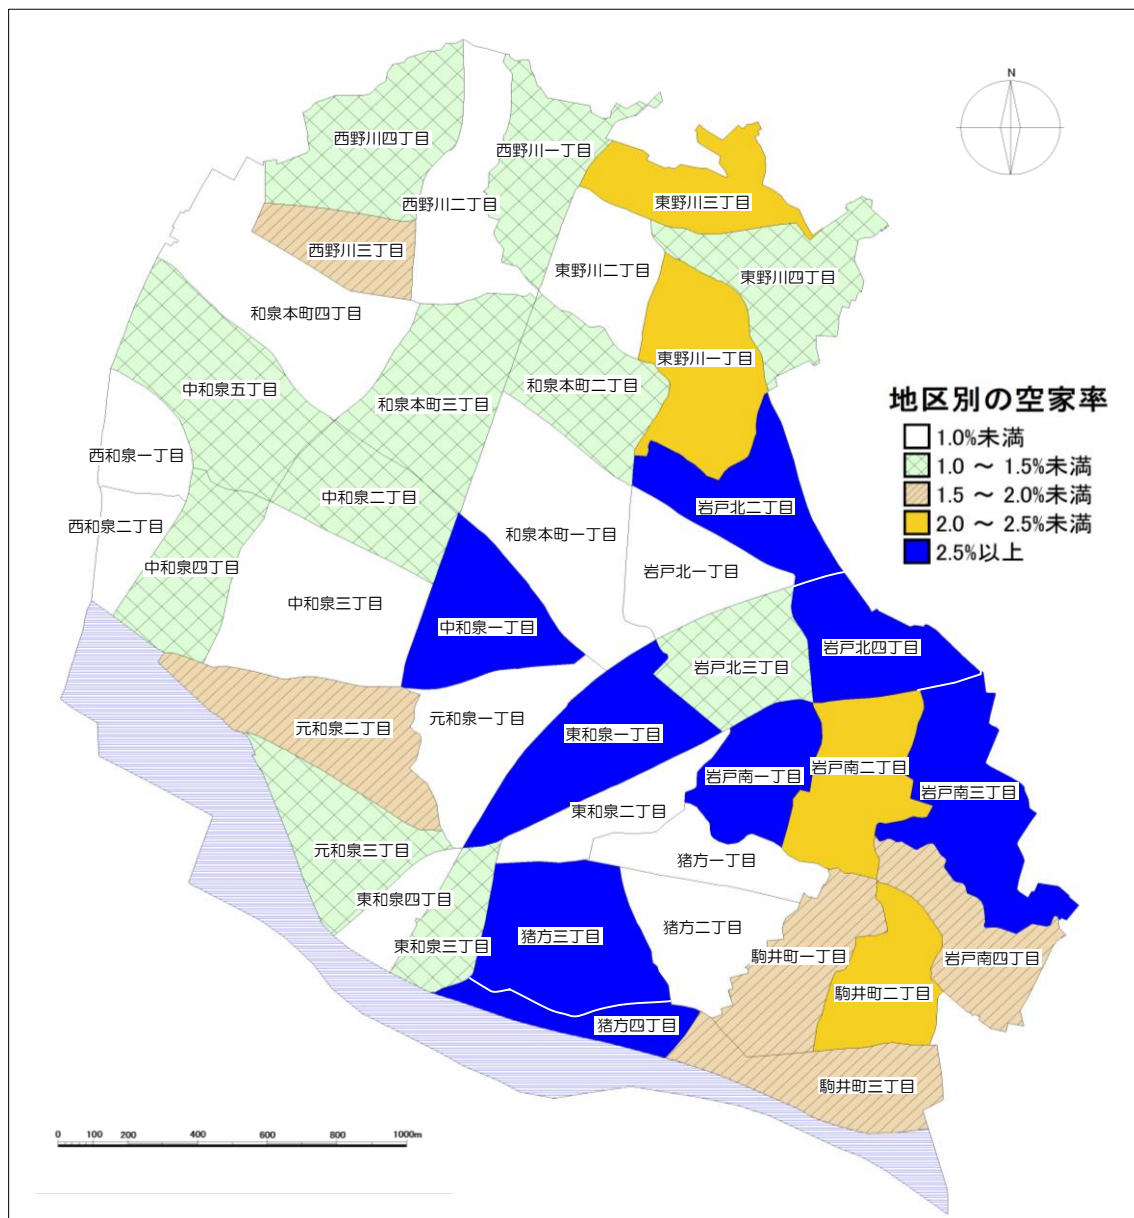 N
西野川四丁目
西野川一丁目
西野川二丁目
東野川三丁目
西野川三丁目
東野川二丁目
東野川四丁目
和泉本町四丁目
東野川一丁目
中和泉五丁目
和泉本町二丁目
和泉本町三丁目
地区別の空家率
1.0%未満
1.0 ～ 1.5%未満
1.5 ～ 2.0%未満
2.0 ～ 2.5%未満
2.5%以上
西和泉一丁目
中和泉二丁目
岩戸北二丁目
西和泉二丁目
和泉本町一丁目
中和泉四丁目
岩戸北一丁目
中和泉三丁目
中和泉一丁目
岩戸北四丁目
岩戸北三丁目
元和泉一丁目
元和泉二丁目
東和泉一丁目
岩戸南二丁目
岩戸南一丁目
岩戸南三丁目
東和泉二丁目
元和泉三丁目
猪方一丁目
東和泉四丁目
猪方二丁目
猪方三丁目
東和泉三丁目
駒井町一丁目
岩戸南四丁目
駒井町二丁目
猪方四丁目
駒井町三丁目
0 100 200 400 600 800 1000m